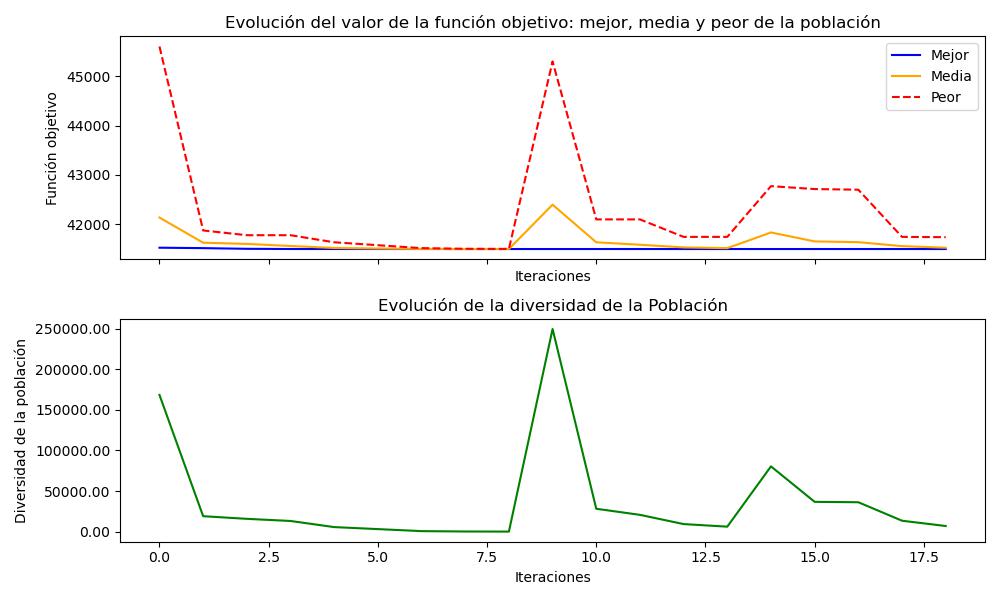 Evolución del valor de la función objetivo: mejor, media y peor de la población
Función objetivo
45000
44000
43000
42000
Mejor
Media
Peor
Iteraciones
Evolución de la diversidad de la Población
Diversidad de la población
250000.00
200000.00
150000.00
100000.00
50000.00
0.00
0.0 2.5 5.0 7.5 10.0 12.5 15.0 17.5
Iteraciones